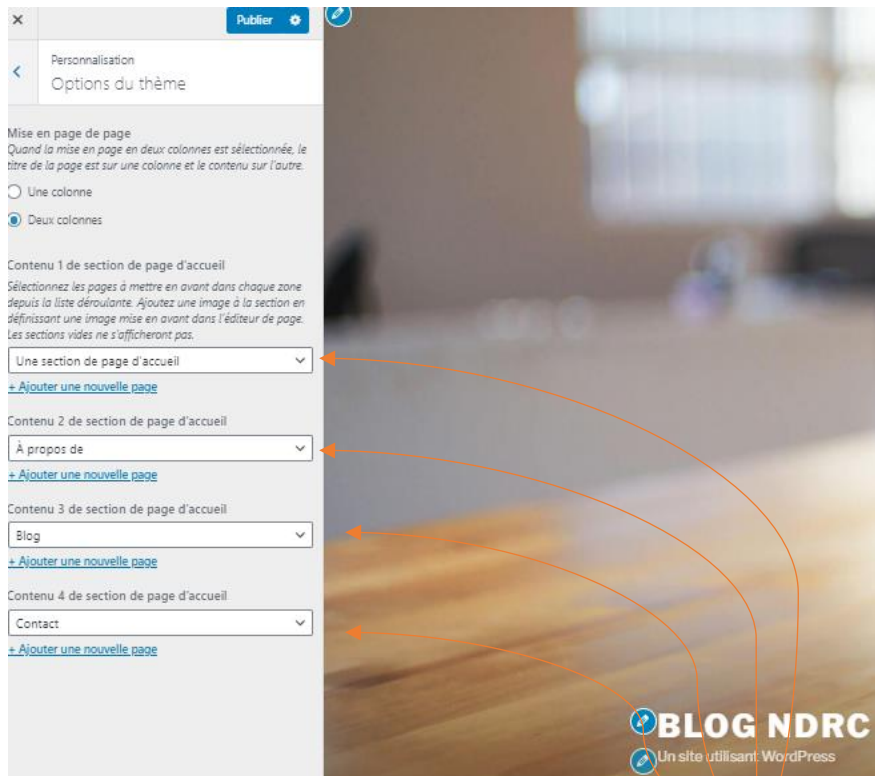 Publier
Personnalisation
Options du thème
Mise en page de page
Quand la mise en page en deux colonnes est sélectionnée, le
titre de la page est sur une colonne et le contenu sur l'autre.
Une colonne
Deux colonnes
Contenu 1 de section de page d'accueil
Sélectionnez les pages à mettre en avant dans chaque zone
depuis la liste déroulante. Ajoutez une image à la section en
définissant une image mise en avant dans l'éditeur de page.
Les sections vides ne s'afficheront pas.
Une section de page d'accueil
+ Ajouter une nouvelle page
Contenu 2 de section de page d'accueil
À propos de
+ Ajouter une nouvelle page
Contenu 3 de section de page d'accueil
Blog
+ Ajouter une nouvelle page
Contenu 4 de section de page d'accueil
Contact
+ Ajouter une nouvelle page
BLOG NDRC
Un site utilisant WordPress